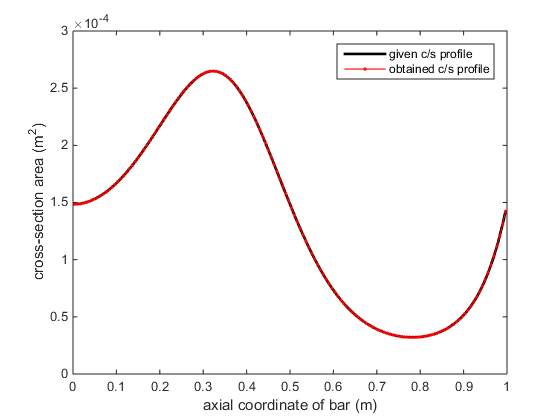 ×10⁻⁴
3
2.5
2
1.5
1
0.5
0
0 0.1 0.2 0.3 0.4 0.5 0.6 0.7 0.8 0.9 1
axial coordinate of bar (m)
cross-section area (m²)
given c/s profile
obtained c/s profile